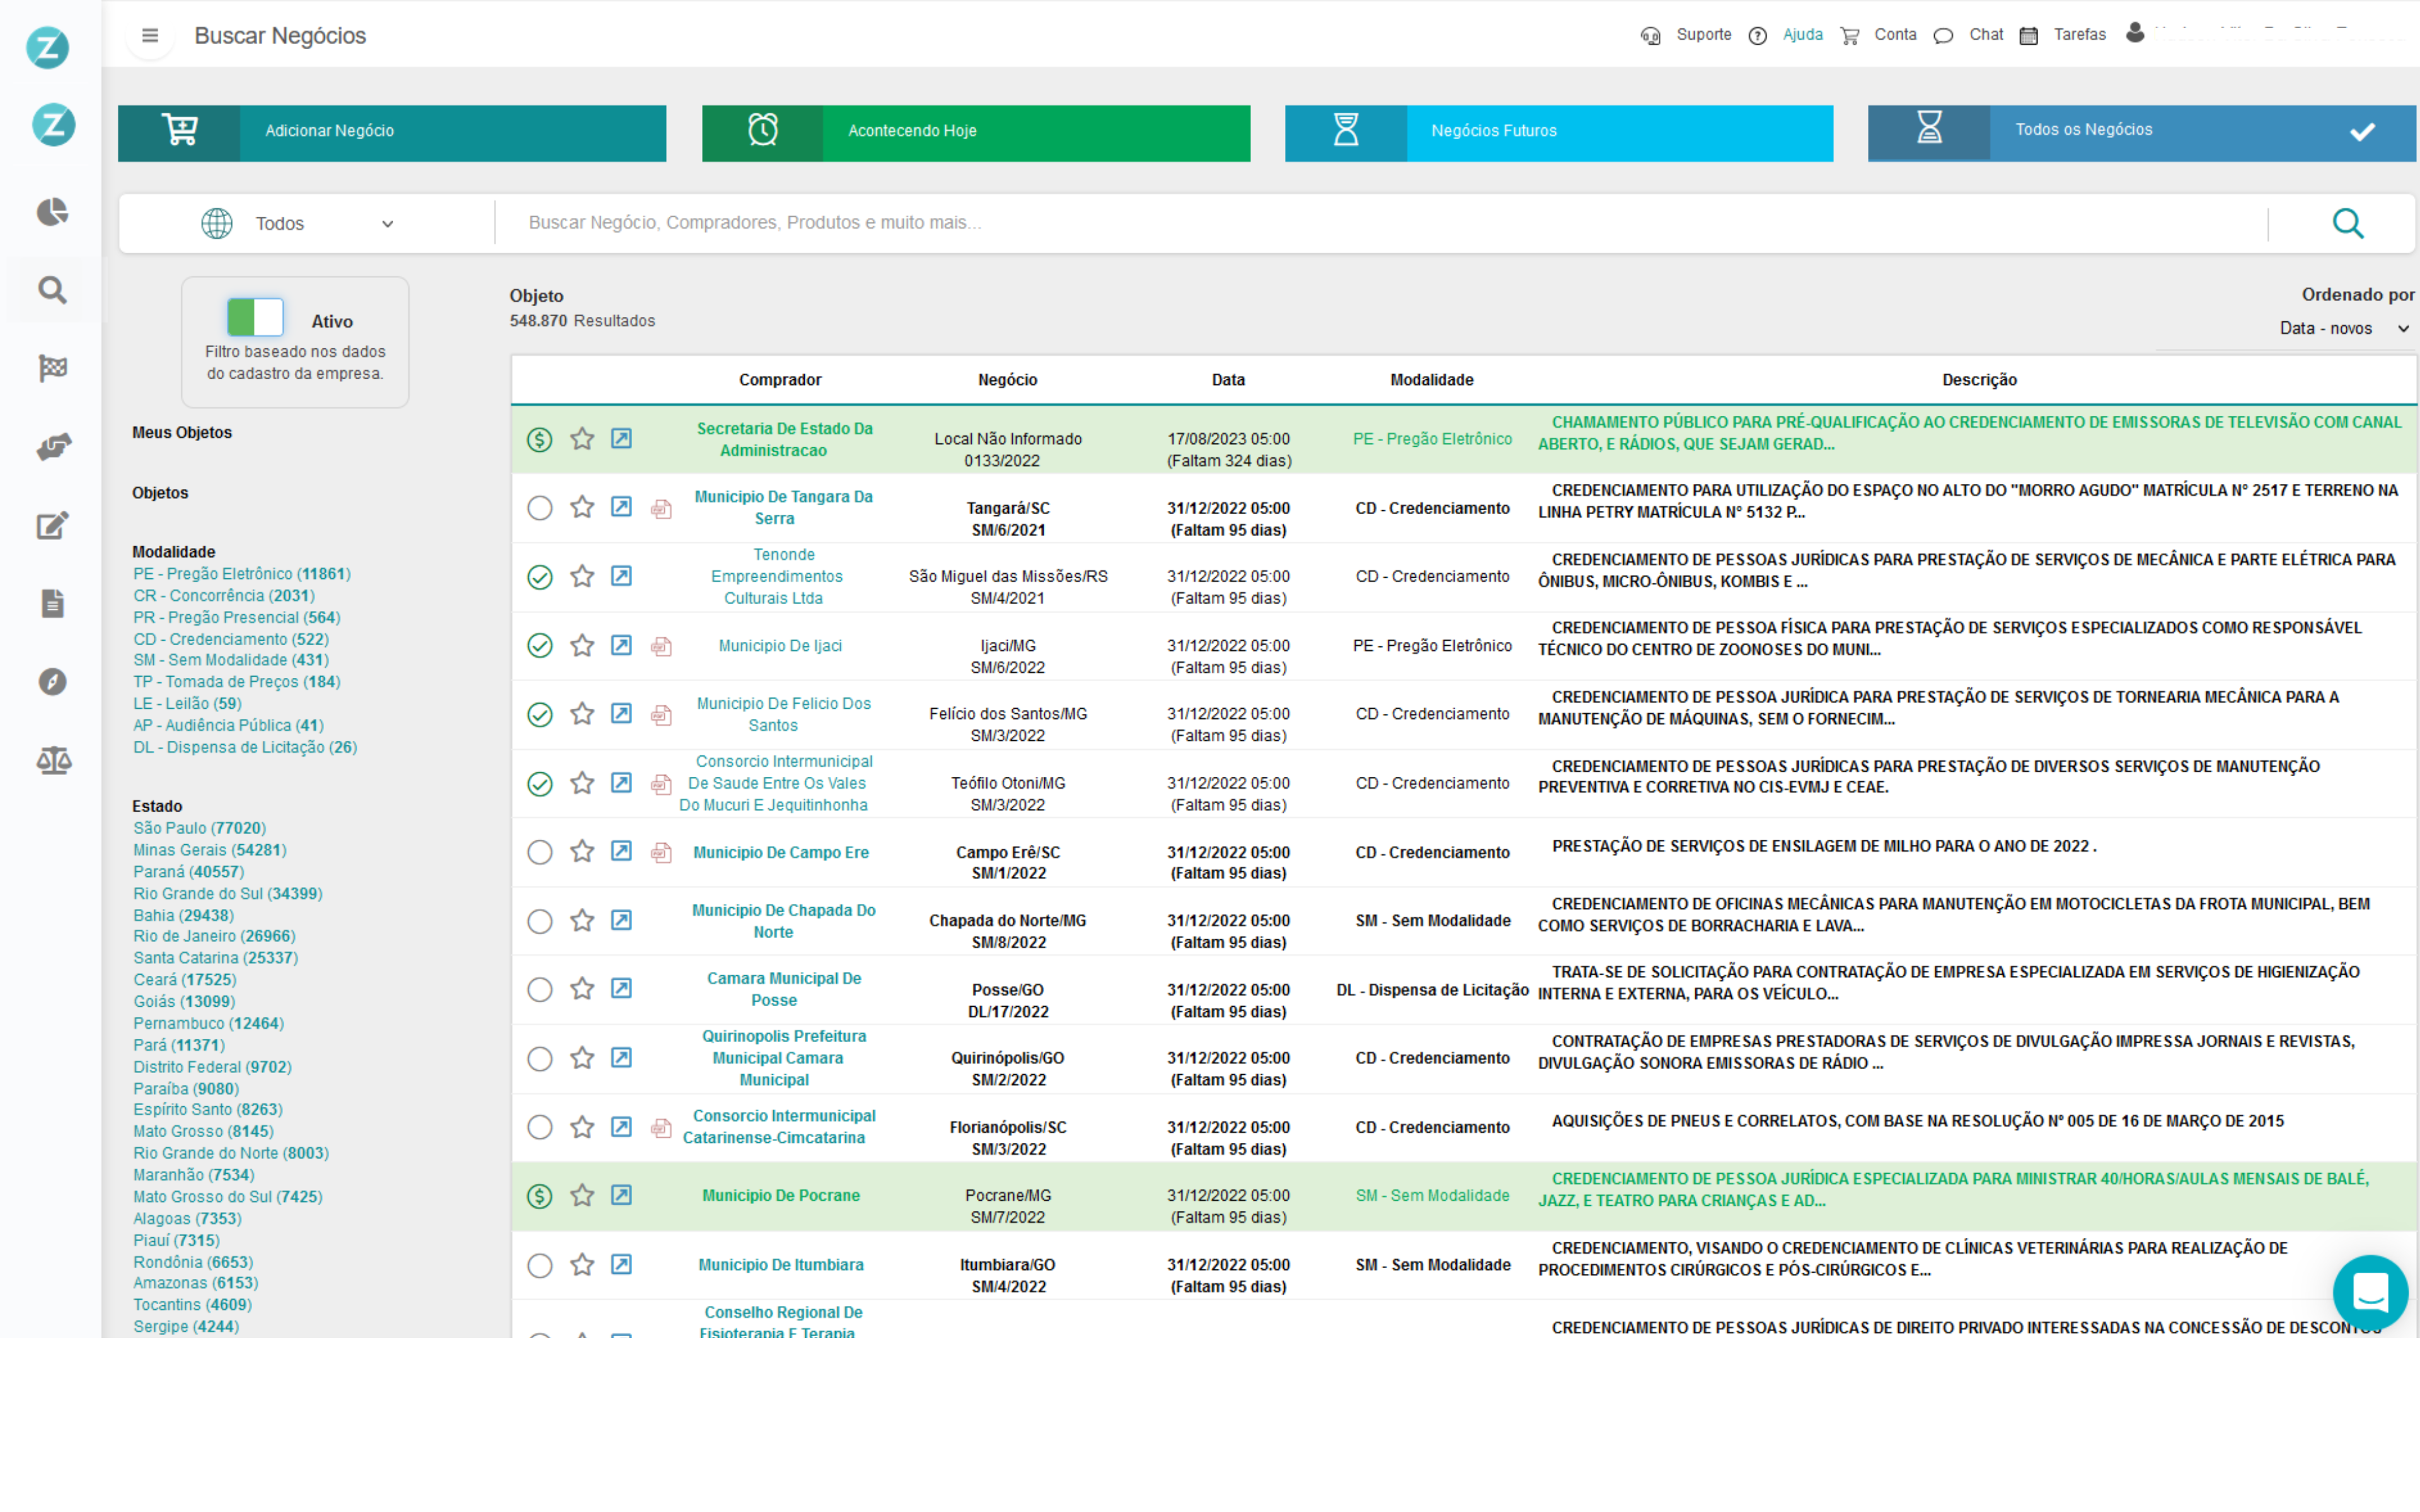 Buscar Negócios
Suporte Ajuda Conta Chat Tarefas
Adicionar Negócio
Acontecendo Hoje
Negócios Futuros
Todos os Negócios
Todos
Buscar Negócio, Compradores, Produtos e muito mais...
Ativo
Filtro baseado nos dados
do cadastro da empresa.
Meus Objetos
Objetos
Modalidade
PE - Pregão Eletrônico (11861)
CR - Concorrência (2031)
PR - Pregão Presencial (564)
CD - Credenciamento (522)
SM - Sem Modalidade (431)
TP - Tomada de Preços (184)
LE - Leilão (59)
AP - Audiência Pública (41)
DL - Dispensa de Licitação (26)
Estado
São Paulo (77020)
Minas Gerais (54281)
Paraná (40557)
Rio Grande do Sul (34399)
Bahia (29438)
Rio de Janeiro (26966)
Santa Catarina (25337)
Ceará (17525)
Goiás (13099)
Pernambuco (12464)
Pará (11371)
Distrito Federal (9702)
Paraíba (9080)
Espírito Santo (8263)
Mato Grosso (8145)
Rio Grande do Norte (8003)
Maranhão (7534)
Mato Grosso do Sul (7425)
Alagoas (7353)
Piauí (7315)
Rondônia (6653)
Amazonas (6153)
Tocantins (4609)
Sergipe (4244)
Objeto
548.870 Resultados
Ordenado por
Data - novos
Comprador Negócio Data Modalidade Descrição
Secretaria De Estado Da
Administracao
Local Não Informado
0133/2022
17/08/2023 05:00
(Faltam 324 dias)
PE - Pregão Eletrônico
CHAMAMENTO PÚBLICO PARA PRÉ-QUALIFICAÇÃO AO CREDENCIAMENTO DE EMISSORAS DE TELEVISÃO COM CANAL
ABERTO, E RÁDIOS, QUE SEJAM GERAD...
Municipio De Tangara Da
Serra
Tangará/SC
SM/6/2021
31/12/2022 05:00
(Faltam 95 dias)
CD - Credenciamento
CREDENCIAMENTO PARA UTILIZAÇÃO DO ESPAÇO NO ALTO DO "MORRO AGUDO" MATRÍCULA N° 2517 E TERRENO NA
LINHA PETRY MATRÍCULA N° 5132 P...
Tenonde
Empreendimentos
Culturais Ltda
São Miguel das Missões/RS
SM/4/2021
31/12/2022 05:00
(Faltam 95 dias)
CD - Credenciamento
CREDENCIAMENTO DE PESSOAS JURÍDICAS PARA PRESTAÇÃO DE SERVIÇOS DE MECÂNICA E PARTE ELÉTRICA PARA
ÔNIBUS, MICRO-ÔNIBUS, KOMBIS E ...
Municipio De Ijaci
Ijaci/MG
SM/6/2022
31/12/2022 05:00
(Faltam 95 dias)
PE - Pregão Eletrônico
CREDENCIAMENTO DE PESSOA FÍSICA PARA PRESTAÇÃO DE SERVIÇOS ESPECIALIZADOS COMO RESPONSÁVEL
TÉCNICO DO CENTRO DE ZOONOSES DO MUNI...
Municipio De Felicio Dos
Santos
Felício dos Santos/MG
SM/3/2022
31/12/2022 05:00
(Faltam 95 dias)
CD - Credenciamento
CREDENCIAMENTO DE PESSOA JURÍDICA PARA PRESTAÇÃO DE SERVIÇOS DE TORNEARIA MECÂNICA PARA A
MANUTENÇÃO DE MÁQUINAS, SEM O FORNECIM...
Consorcio Intermunicipal
De Saude Entre Os Vales
Do Mucuri E Jequitinhonha
Teófilo Otoni/MG
SM/3/2022
31/12/2022 05:00
(Faltam 95 dias)
CD - Credenciamento
CREDENCIAMENTO DE PESSOAS JURÍDICAS PARA PRESTAÇÃO DE DIVERSOS SERVIÇOS DE MANUTENÇÃO
PREVENTIVA E CORRETIVA NO CIS-EVMJ E CEAE.
Municipio De Campo Ere
Campo Erê/SC
SM/1/2022
31/12/2022 05:00
(Faltam 95 dias)
CD - Credenciamento
PRESTAÇÃO DE SERVIÇOS DE ENSILAGEM DE MILHO PARA O ANO DE 2022 .
Municipio De Chapada Do
Norte
Chapada do Norte/MG
SM/8/2022
31/12/2022 05:00
(Faltam 95 dias)
SM - Sem Modalidade
CREDENCIAMENTO DE OFICINAS MECÂNICAS PARA MANUTENÇÃO EM MOTOCICLETAS DA FROTA MUNICIPAL, BEM
COMO SERVIÇOS DE BORRACHARIA E LAVA...
Camara Municipal De
Posse
Posse/GO
DL/17/2022
31/12/2022 05:00
(Faltam 95 dias)
DL - Dispensa de Licitação
TRATA-SE DE SOLICITAÇÃO PARA CONTRATAÇÃO DE EMPRESA ESPECIALIZADA EM SERVIÇOS DE HIGIENIZAÇÃO
INTERNA E EXTERNA, PARA OS VEÍCULO...
Quirinopolis Prefeitura
Municipal Camara
Municipal
Quirinópolis/GO
SM/2/2022
31/12/2022 05:00
(Faltam 95 dias)
CD - Credenciamento
CONTRATAÇÃO DE EMPRESAS PRESTADORAS DE SERVIÇOS DE DIVULGAÇÃO IMPRESSA JORNAIS E REVISTAS,
DIVULGAÇÃO SONORA EMISSORAS DE RÁDIO ...
Consorcio Intermunicipal
Catarinense-Cimcatarina
Florianópolis/SC
SM/3/2022
31/12/2022 05:00
(Faltam 95 dias)
CD - Credenciamento
AQUISIÇÕES DE PNEUS E CORRELATOS, COM BASE NA RESOLUÇÃO Nº 005 DE 16 DE MARÇO DE 2015
Municipio De Pocrane
Pocrane/MG
SM/7/2022
31/12/2022 05:00
(Faltam 95 dias)
SM - Sem Modalidade
CREDENCIAMENTO DE PESSOA JURÍDICA ESPECIALIZADA PARA MINISTRAR 40/HORAS/AULAS MENSAIS DE BALÉ,
JAZZ, E TEATRO PARA CRIANÇAS E AD...
Municipio De Itumbiara
Itumbiara/GO
SM/4/2022
31/12/2022 05:00
(Faltam 95 dias)
SM - Sem Modalidade
CREDENCIAMENTO, VISANDO O CREDENCIAMENTO DE CLÍNICAS VETERINÁRIAS PARA REALIZAÇÃO DE
PROCEDIMENTOS CIRÚRGICOS E PÓS-CIRÚRGICOS E...
Conselho Regional De
Fisioterapia E Terapia
CREDENCIAMENTO DE PESSOAS JURÍDICAS DE DIREITO PRIVADO INTERESSADAS NA CONCESSÃO DE DESCONTOS